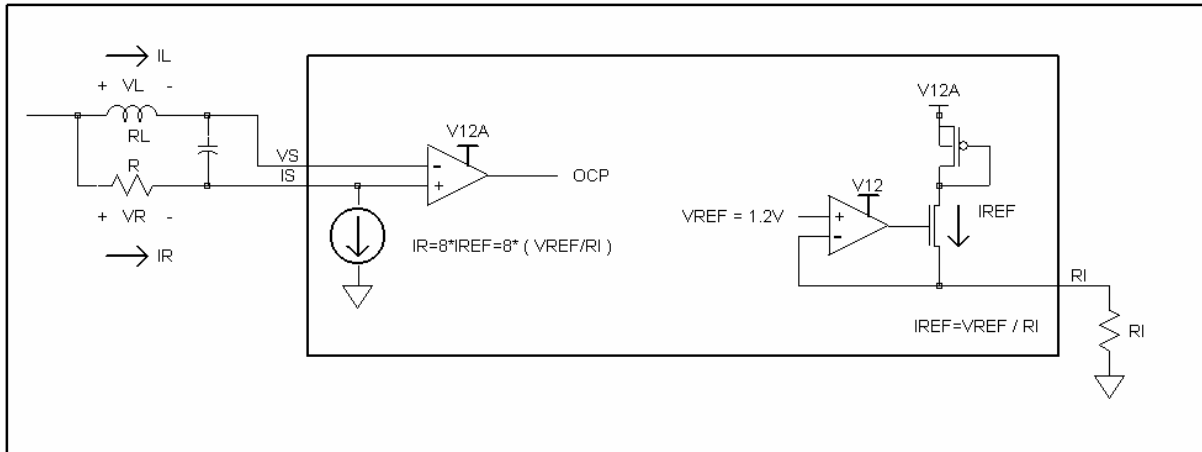 IL
+ VL -
RL
R
+ VR -
IR
VS
IS
V12A
-
+
OCP
IR=8*IREF=8* ( VREF/RI )
V12A
V12
VREF = 1.2V
+
-
IREF
RI
IREF=VREF / RI
RI